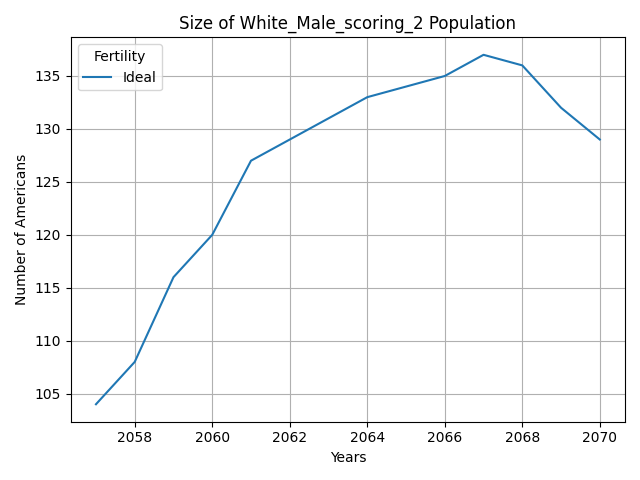 Size of White_Male_scoring_2 Population
Fertility
Ideal
Number of Americans
135
130
125
120
115
110
105
2058 2060 2062 2064 2066 2068 2070
Years